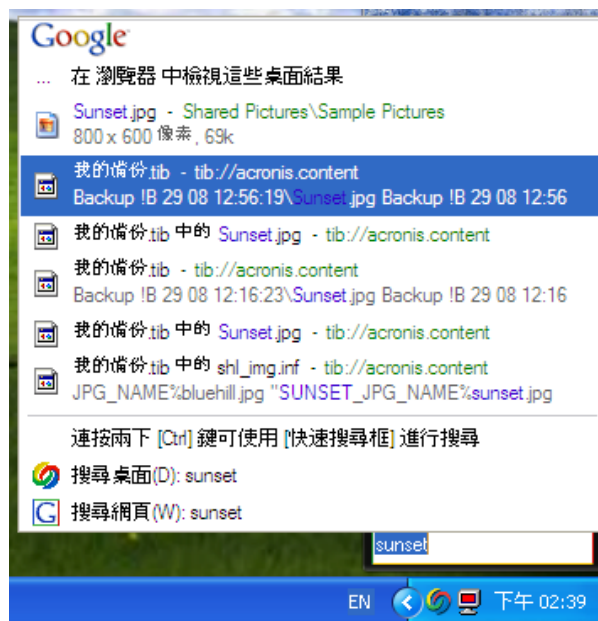 Google
... 在 瀏覽器 中檢視這些桌面結果
Sunset.jpg - Shared Pictures\Sample Pictures
800 x 600 像素 , 69k
我的備份.tib - tib://acronis.content
Backup !B 29 08 12:56:19\Sunset.jpg Backup !B 29 08 12:56
我的備份.tib 中的 Sunset.jpg - tib://acronis.content
我的備份.tib - tib://acronis.content
Backup !B 29 08 12:16:23\Sunset.jpg Backup !B 29 08 12:16
我的備份.tib 中的 Sunset.jpg - tib://acronis.content
我的備份.tib 中的 shl_img.inf - tib://acronis.content
JPG_NAME%bluehill.jpg "SUNSET_JPG_NAME%sunset.jpg
連按兩下 [Ctrl] 鍵可使用 [快速搜尋框] 進行搜尋
搜尋桌面(D): sunset
G 搜尋網頁(W): sunset
sunset
EN 下午 02:39